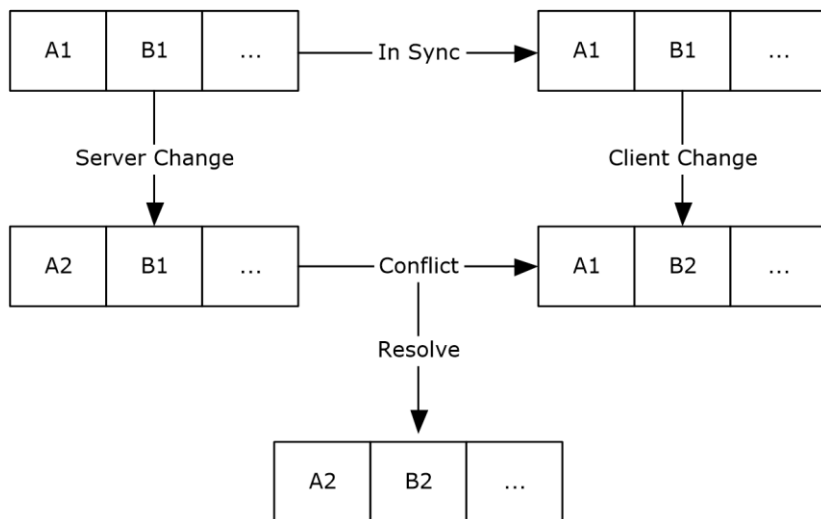 A1 B1 ... In Sync A1 B1 ...
Server Change Client Change
A2 B1 ... Conflict A1 B2 ...
Resolve
A2 B2 ...